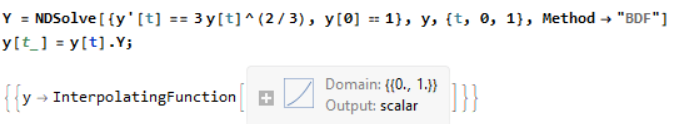 Y = NDSolve[{y'[t] == 3 y[t]^(2/3), y[0] == 1}, y, {t, 0, 1}, Method → "BDF"]
y[t_] = y[t].Y;
{{y → InterpolatingFunction[ Domain: {{0., 1.}}
Output: scalar ]}}